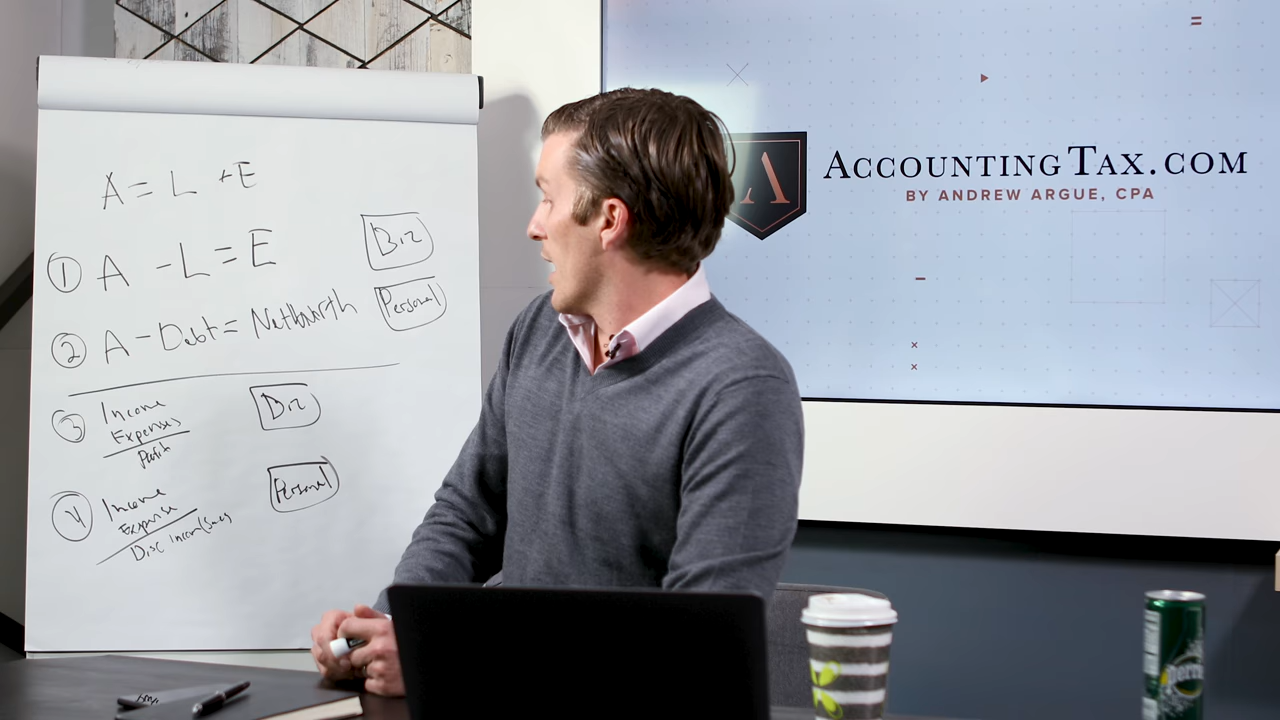 A = L + E
① A - L = E Biz
② A - Debt = Networth Personal
③ Income
Expenses Biz
Profit
④ Income
Expense Personal
Disc Income
A
ACCOUNTINGTAX.COM
BY ANDREW ARGUE, CPA
perrier